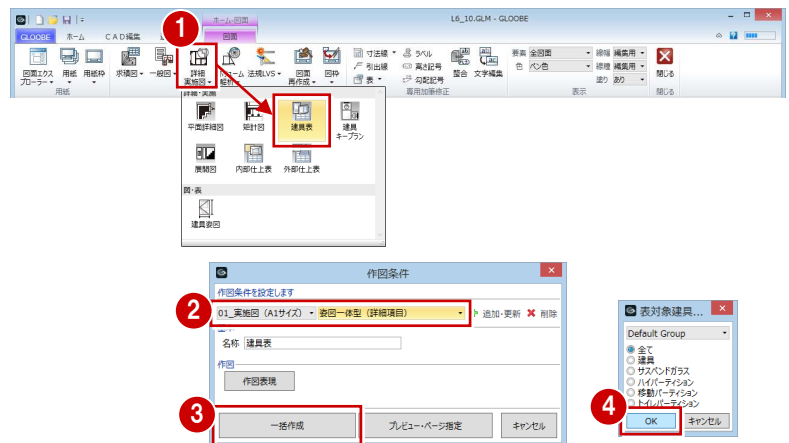 L6_10.GLM - GLOOBE
ホーム-図面
GLOOBE ホーム CAD編集 図面
1
図面エクスプローラー 用紙 用紙枠 求積図 一般図 詳細実施図 ボリューム解析 法規LVS 図面再作成 図枠
寸法線 引出線 表 ラベル 高さ記号 勾配記号 整合 文字編集
要素 全図面 線幅 編集用
色 ペン色 線種 編集用
塗り あり
閉じる
用紙 専用加筆修正 表示 閉じる
詳細・実施
平面詳細図 矩計図 建具表 建具キープラン
展開図 内部仕上表 外部仕上表
図・表
建具姿図
作図条件
作図条件を設定します
2
01_実施図（A1サイズ） 姿図一体型（詳細項目） 追加・更新 削除
名称 建具表
作図
作図表現
3
一括作成 プレビュー・ページ指定 キャンセル
表対象建具...
Default Group
全て
建具
サスペンドガラス
ハイパーティション
移動パーティション
トイレパーティション
4
OK キャンセル